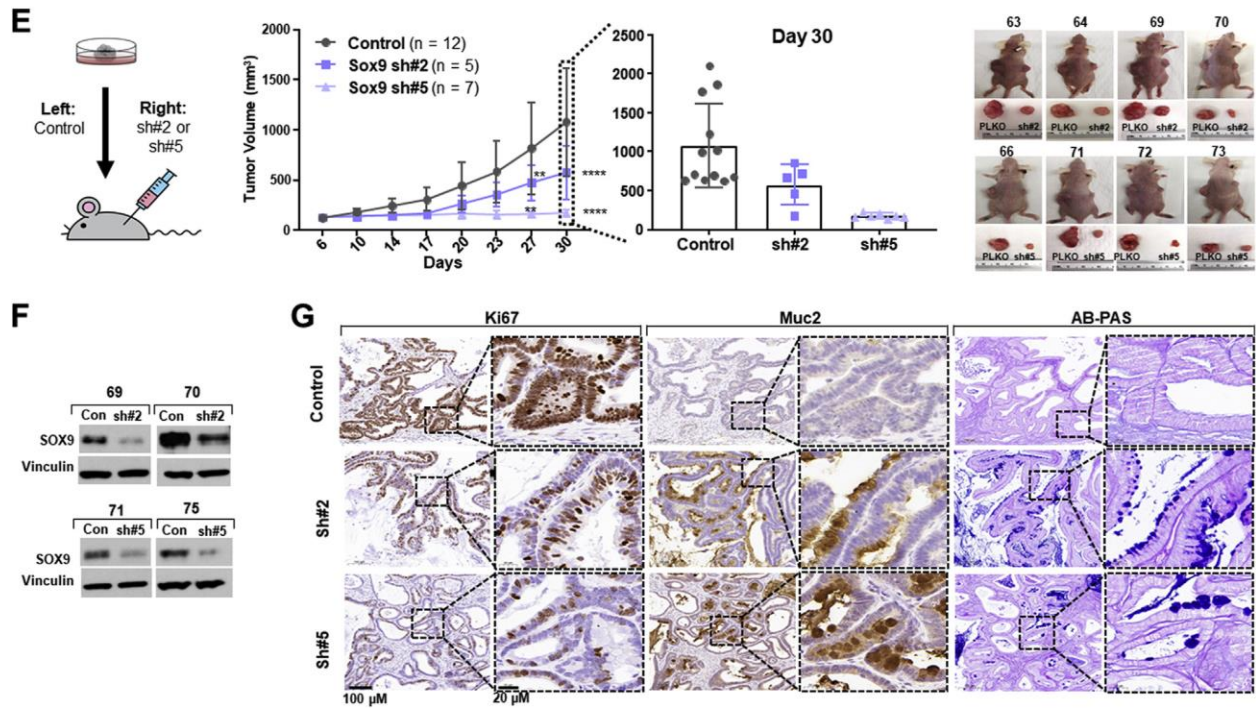 E
Left:
Control
Right:
sh#2 or
sh#5
Tumor Volume (mm³)
2000
1500
1000
500
0
Control (n = 12)
Sox9 sh#2 (n = 5)
Sox9 sh#5 (n = 7)
**
****
**
****
6 10 14 17 20 23 27 30
Days
Day 30
2500
2000
1500
1000
500
0
Control sh#2 sh#5
63 64 69 70
PLKO sh#2 PLKO sh#2 PLKO sh#2 PLKO sh#2
66 71 72 73
PLKO sh#5 PLKO sh#5 PLKO sh#5 PLKO sh#5
F
69 70
Con sh#2 Con sh#2
SOX9
Vinculin
71 75
Con sh#5 Con sh#5
SOX9
Vinculin
G
Ki67 Muc2 AB-PAS
Control
Sh#2
Sh#5
100 µM 20 µM